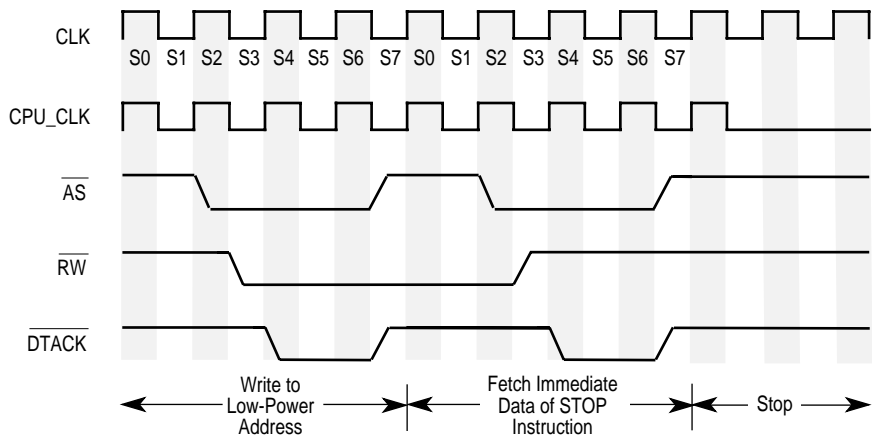 CLK
S0 S1 S2 S3 S4 S5 S6 S7 S0 S1 S2 S3 S4 S5 S6 S7
CPU_CLK
AS
RW
DTACK
Write to
Low-Power
Address
Fetch Immediate
Data of STOP
Instruction
Stop